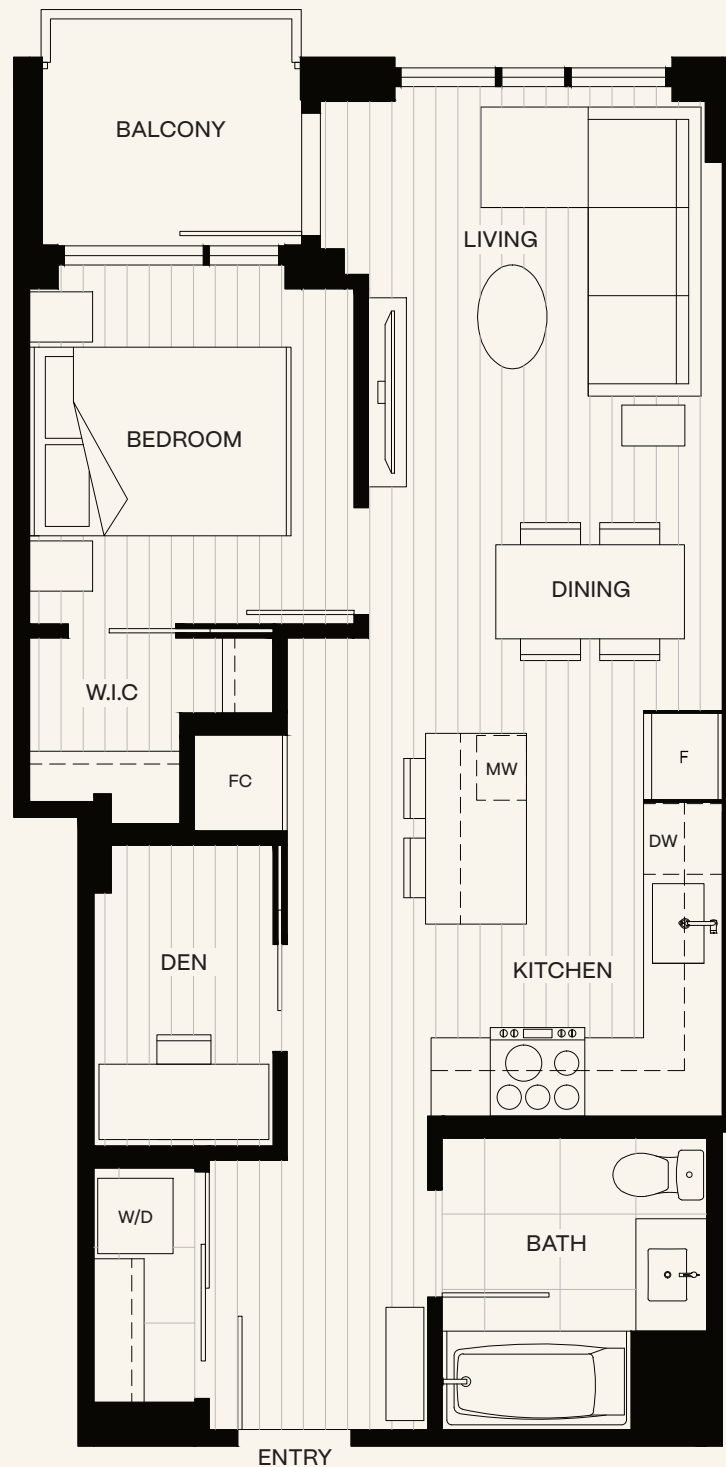 BALCONY
LIVING
BEDROOM
DINING
W.I.C
FC
MW
F
DW
DEN
KITCHEN
W/D
BATH
ENTRY